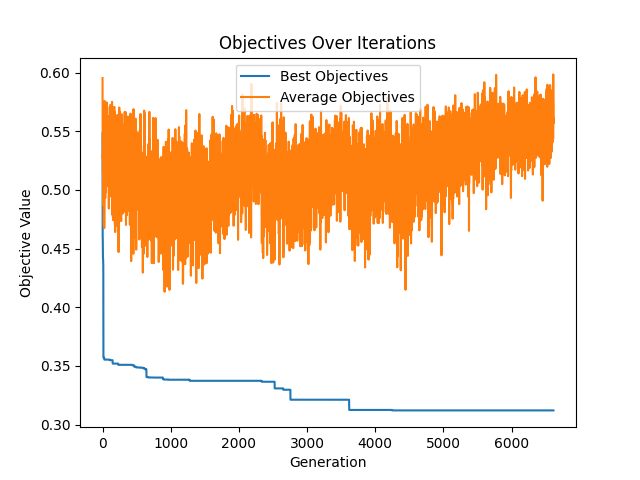 Objectives Over Iterations
Best Objectives
Average Objectives
Objective Value
0.60
0.55
0.50
0.45
0.40
0.35
0.30
0 1000 2000 3000 4000 5000 6000
Generation